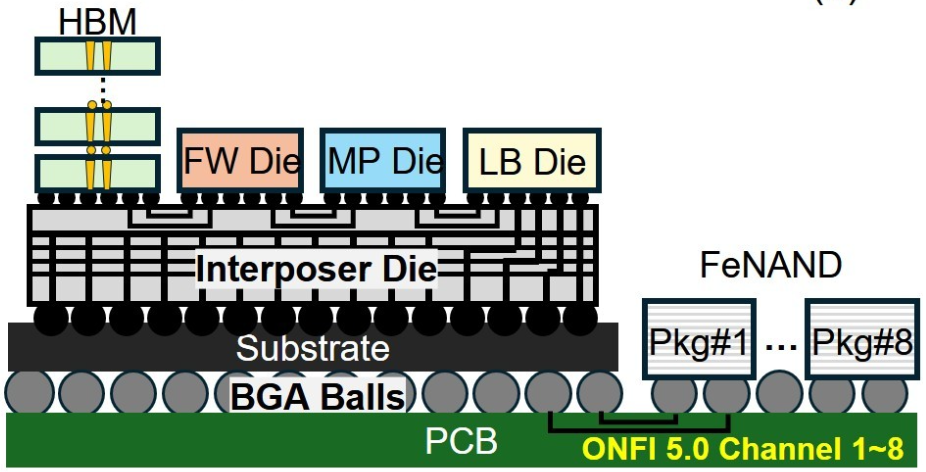 HBM
FW Die
MP Die
LB Die
Interposer Die
FeNAND
Pkg#1 ... Pkg#8
Substrate
BGA Balls
PCB
ONFI 5.0 Channel 1~8